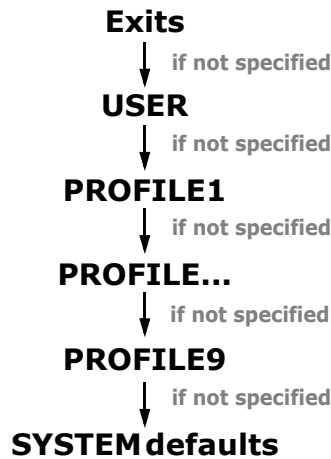 Exits
if not specified
USER
if not specified
PROFILE1
if not specified
PROFILE...
if not specified
PROFILE9
if not specified
SYSTEM defaults